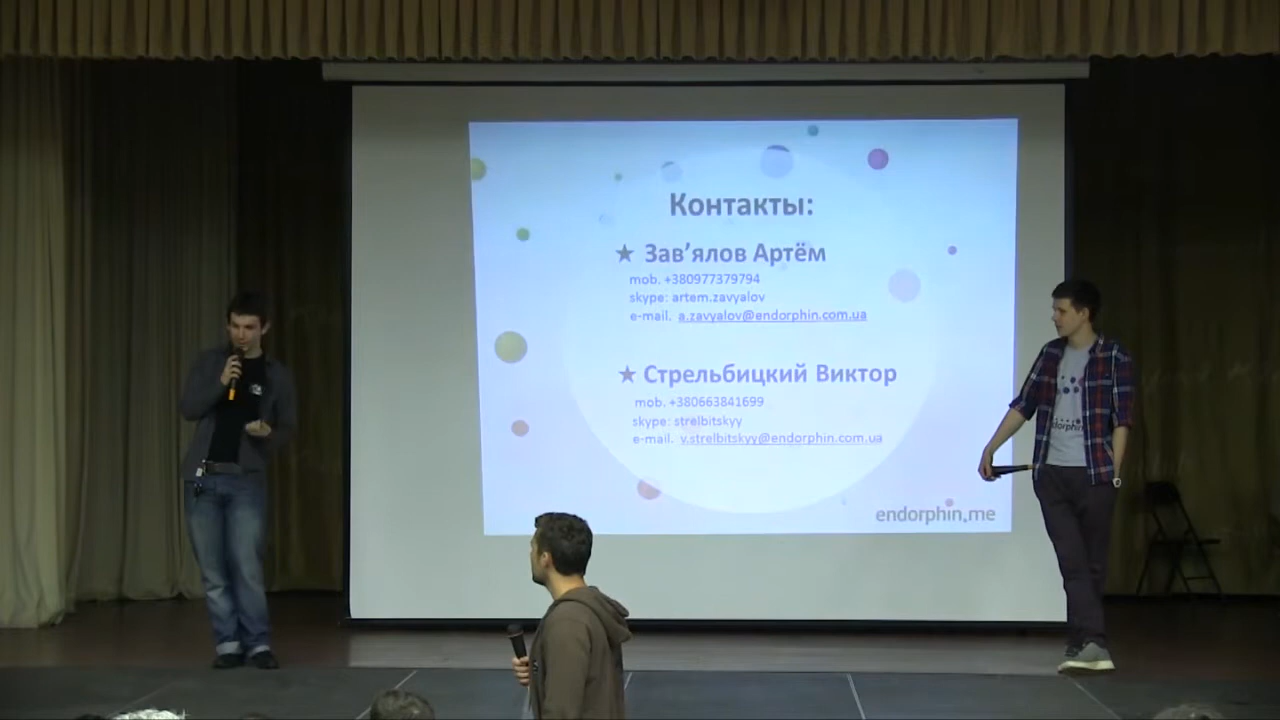 Контакты:
★ Зав’ялов Артём
mob. +380977379794
skype: artem.zavyalov
e-mail. a.zavyalov@endorphin.com.ua
★ Стрельбицкий Виктор
mob. +380663841699
skype: strelbitskyy
e-mail. v.strelbitskyy@endorphin.com.ua
endorphin.me
endorphin